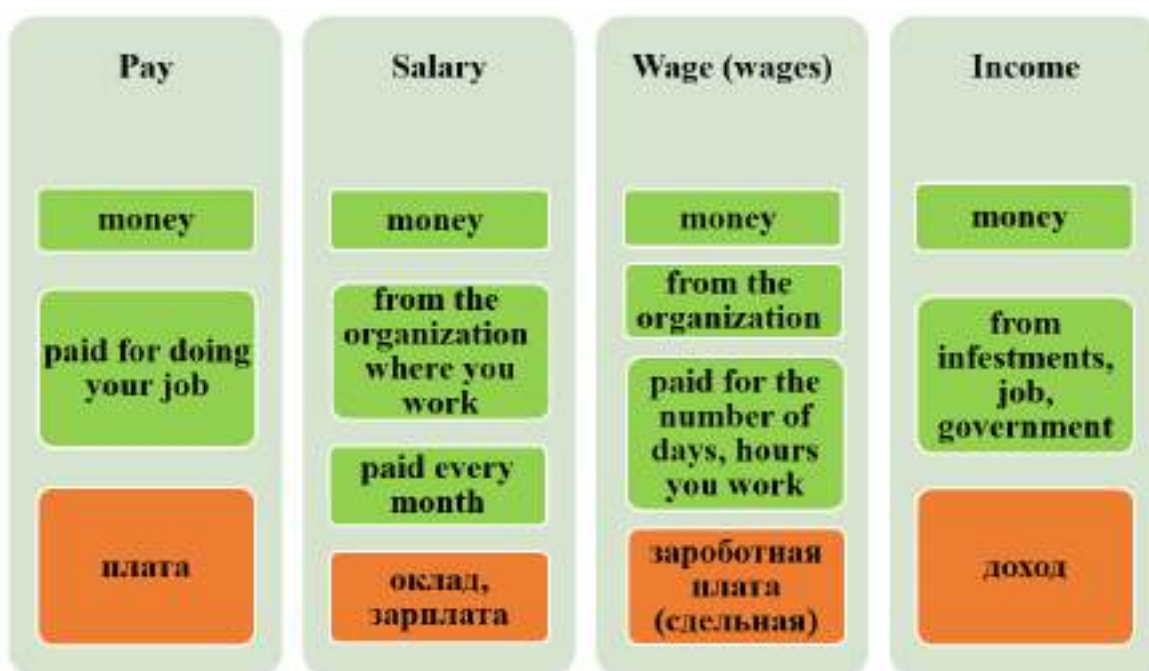 Pay
money
paid for doing
your job
плата
Salary
money
from the
organization
where you
work
paid every
month
оклад,
зарплата
Wage (wages)
money
from the
organization
paid for the
number of
days, hours
you work
зароботная
плата
(сдельная)
Income
money
from
infestments,
job,
government
доход